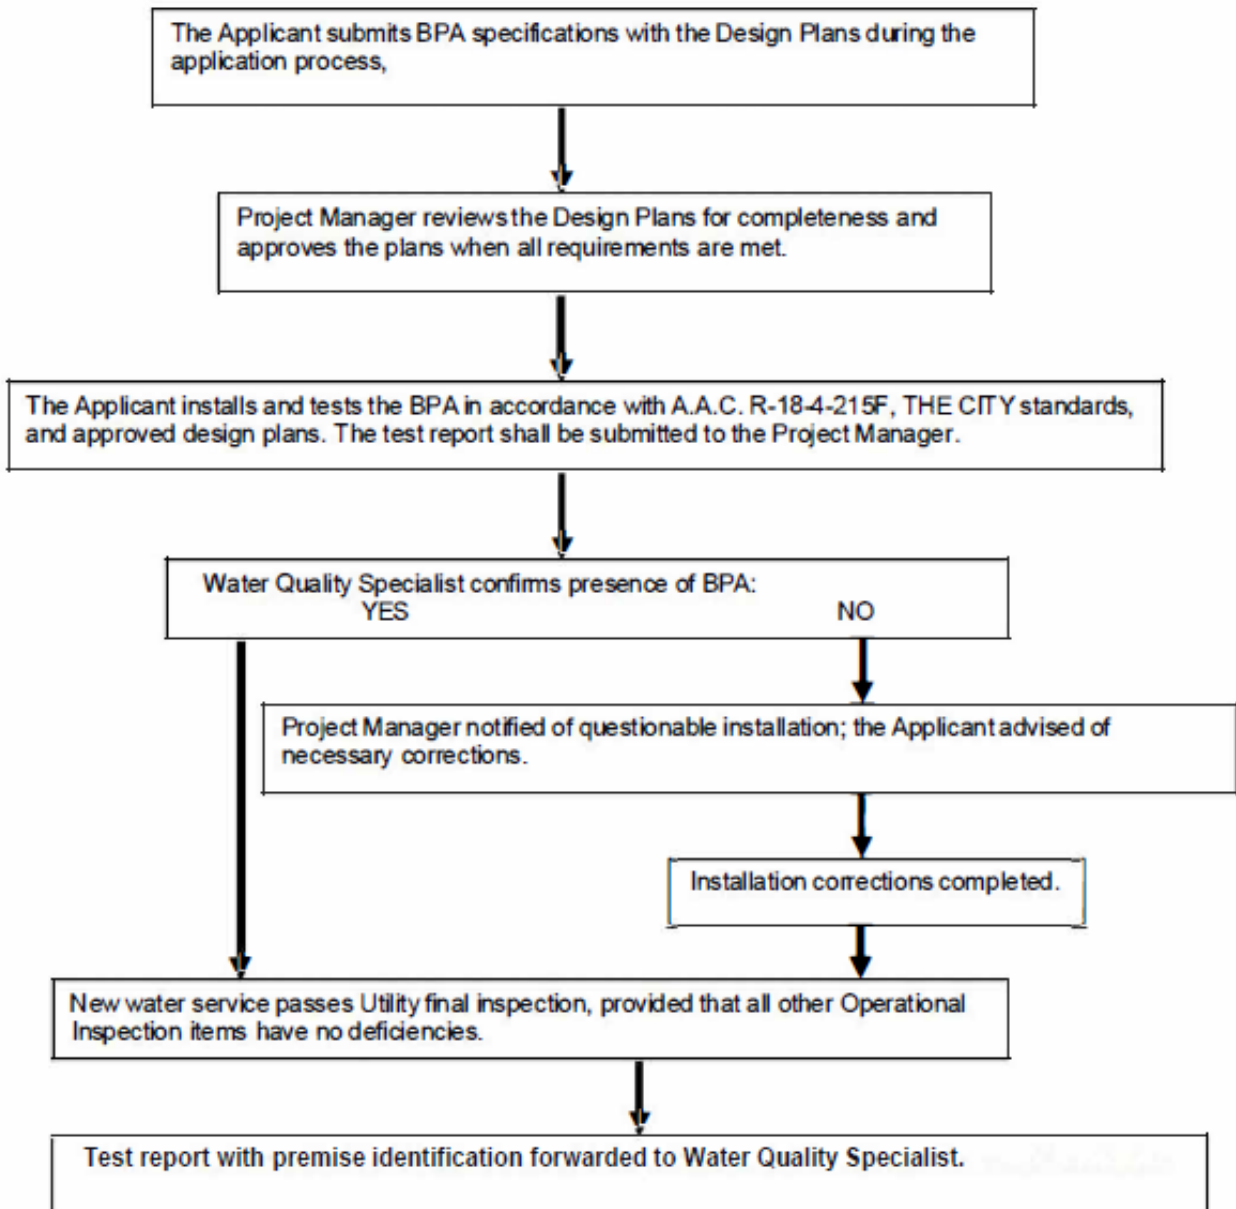 The Applicant submits BPA specifications with the Design Plans during the
application process,
Project Manager reviews the Design Plans for completeness and
approves the plans when all requirements are met.
The Applicant installs and tests the BPA in accordance with A.A.C. R-18-4-215F, THE CITY standards,
and approved design plans. The test report shall be submitted to the Project Manager.
Water Quality Specialist confirms presence of BPA:
YES NO
Project Manager notified of questionable installation; the Applicant advised of
necessary corrections.
Installation corrections completed.
New water service passes Utility final inspection, provided that all other Operational
Inspection items have no deficiencies.
Test report with premise identification forwarded to Water Quality Specialist.